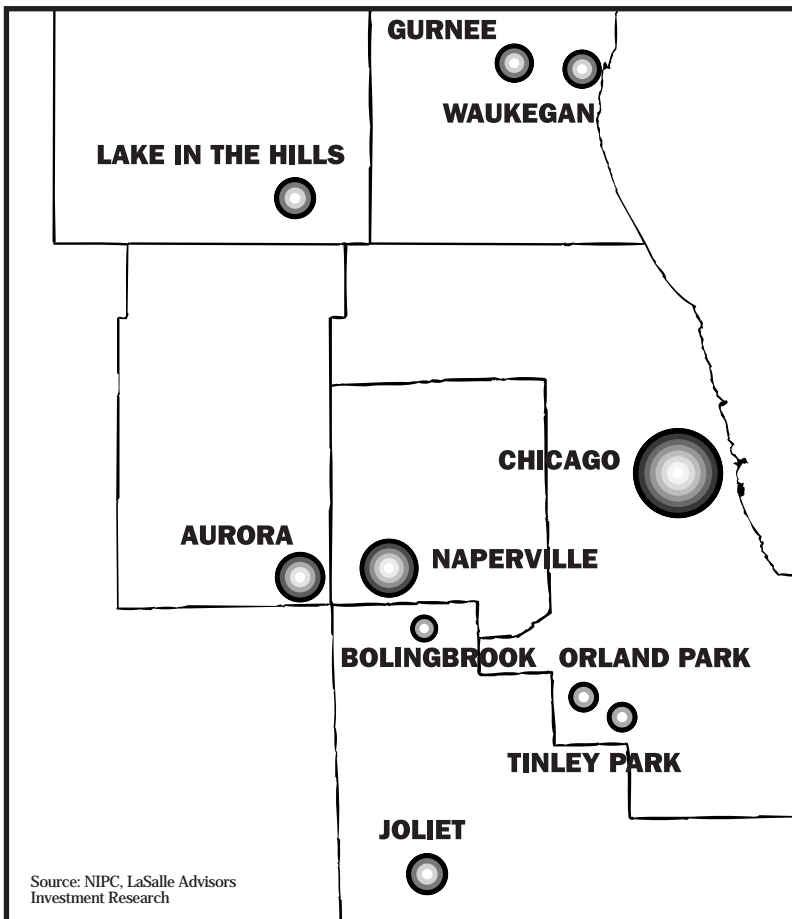 GURNEE
WAUKEGAN
LAKE IN THE HILLS
CHICAGO
AURORA
NAPERVILLE
BOLINGBROOK
ORLAND PARK
TINLEY PARK
JOLIET
Source: NIPC, LaSalle Advisors
Investment Research